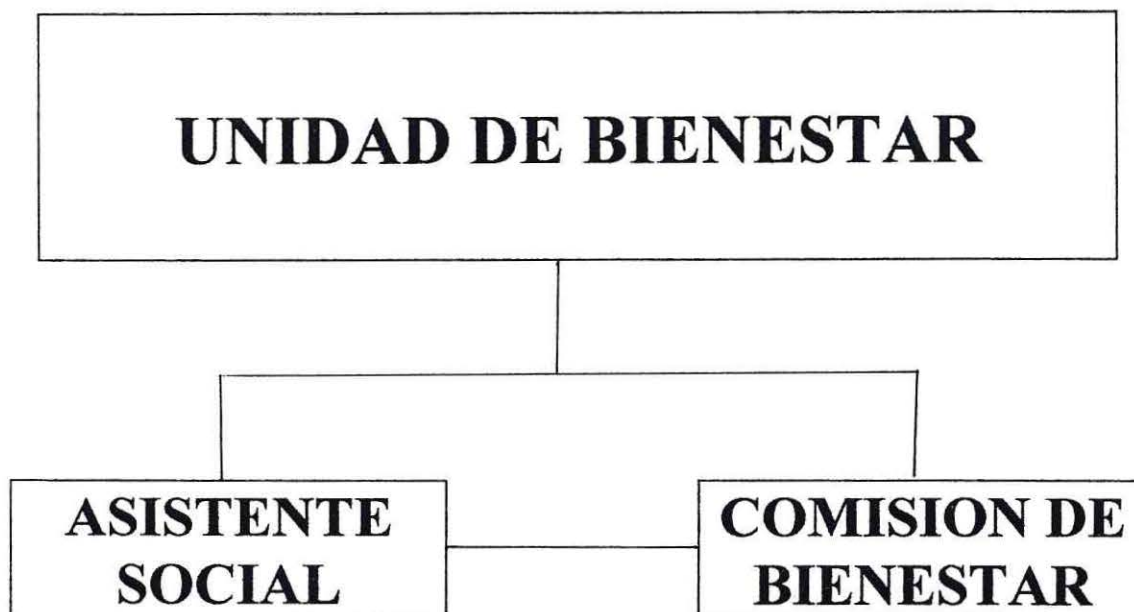 UNIDAD DE BIENESTAR
ASISTENTE
SOCIAL
COMISION DE
BIENESTAR